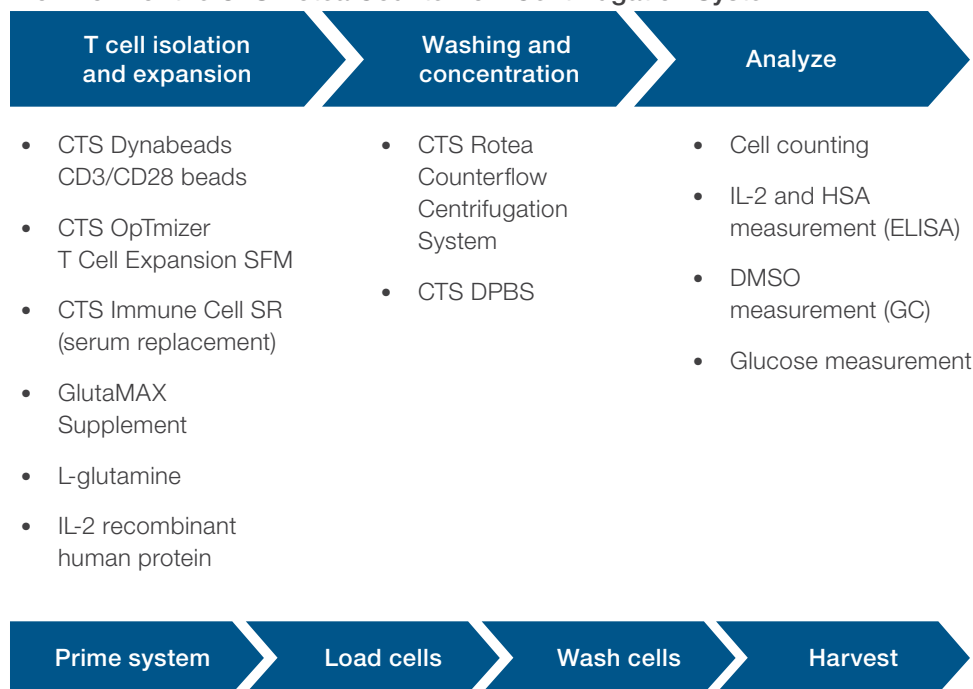 T cell isolation
and expansion
Washing and
concentration
Analyze
• CTS Dynabeads
CD3/CD28 beads
• CTS OpTmizer
T Cell Expansion SFM
• CTS Immune Cell SR
(serum replacement)
• GlutaMAX
Supplement
• L-glutamine
• IL-2 recombinant
human protein
• CTS Rotea
Counterflow
Centrifugation
System
• CTS DPBS
• Cell counting
• IL-2 and HSA
measurement (ELISA)
• DMSO
measurement (GC)
• Glucose measurement
Prime system
Load cells
Wash cells
Harvest